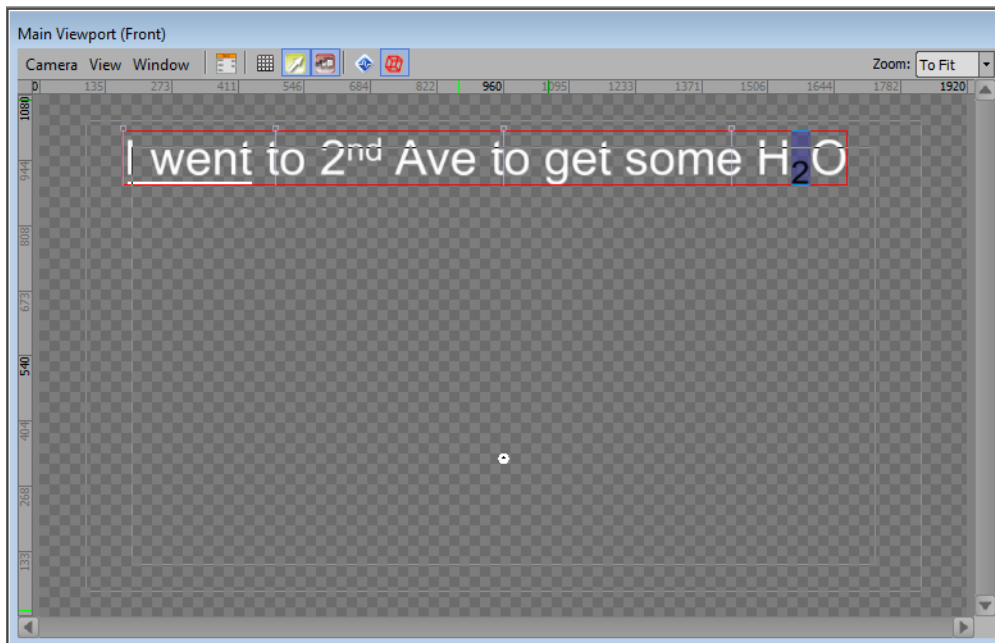 Main Viewport (Front)
Camera View Window Zoom: To Fit
0 135 273 411 546 684 822 960 1095 1233 1371 1506 1644 1782 1920
1080
944
808
673
540
404
268
133
I went to 2nd Ave to get some H2O